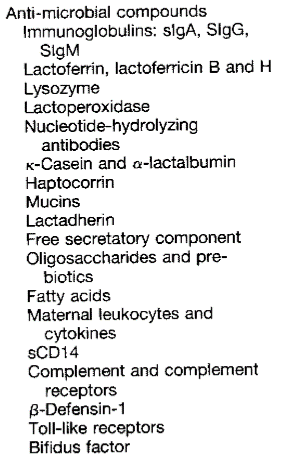 Anti-microbial compounds
Immunoglobulins: sIgA, SIgG,
SIgM
Lactoferrin, lactoferricin B and H
Lysozyme
Lactoperoxidase
Nucleotide-hydrolyzing
antibodies
κ-Casein and α-lactalbumin
Haptocorrin
Mucins
Lactadherin
Free secretatory component
Oligosaccharides and pre-
biotics
Fatty acids
Maternal leukocytes and
cytokines
sCD14
Complement and complement
receptors
β-Defensin-1
Toll-like receptors
Bifidus factor